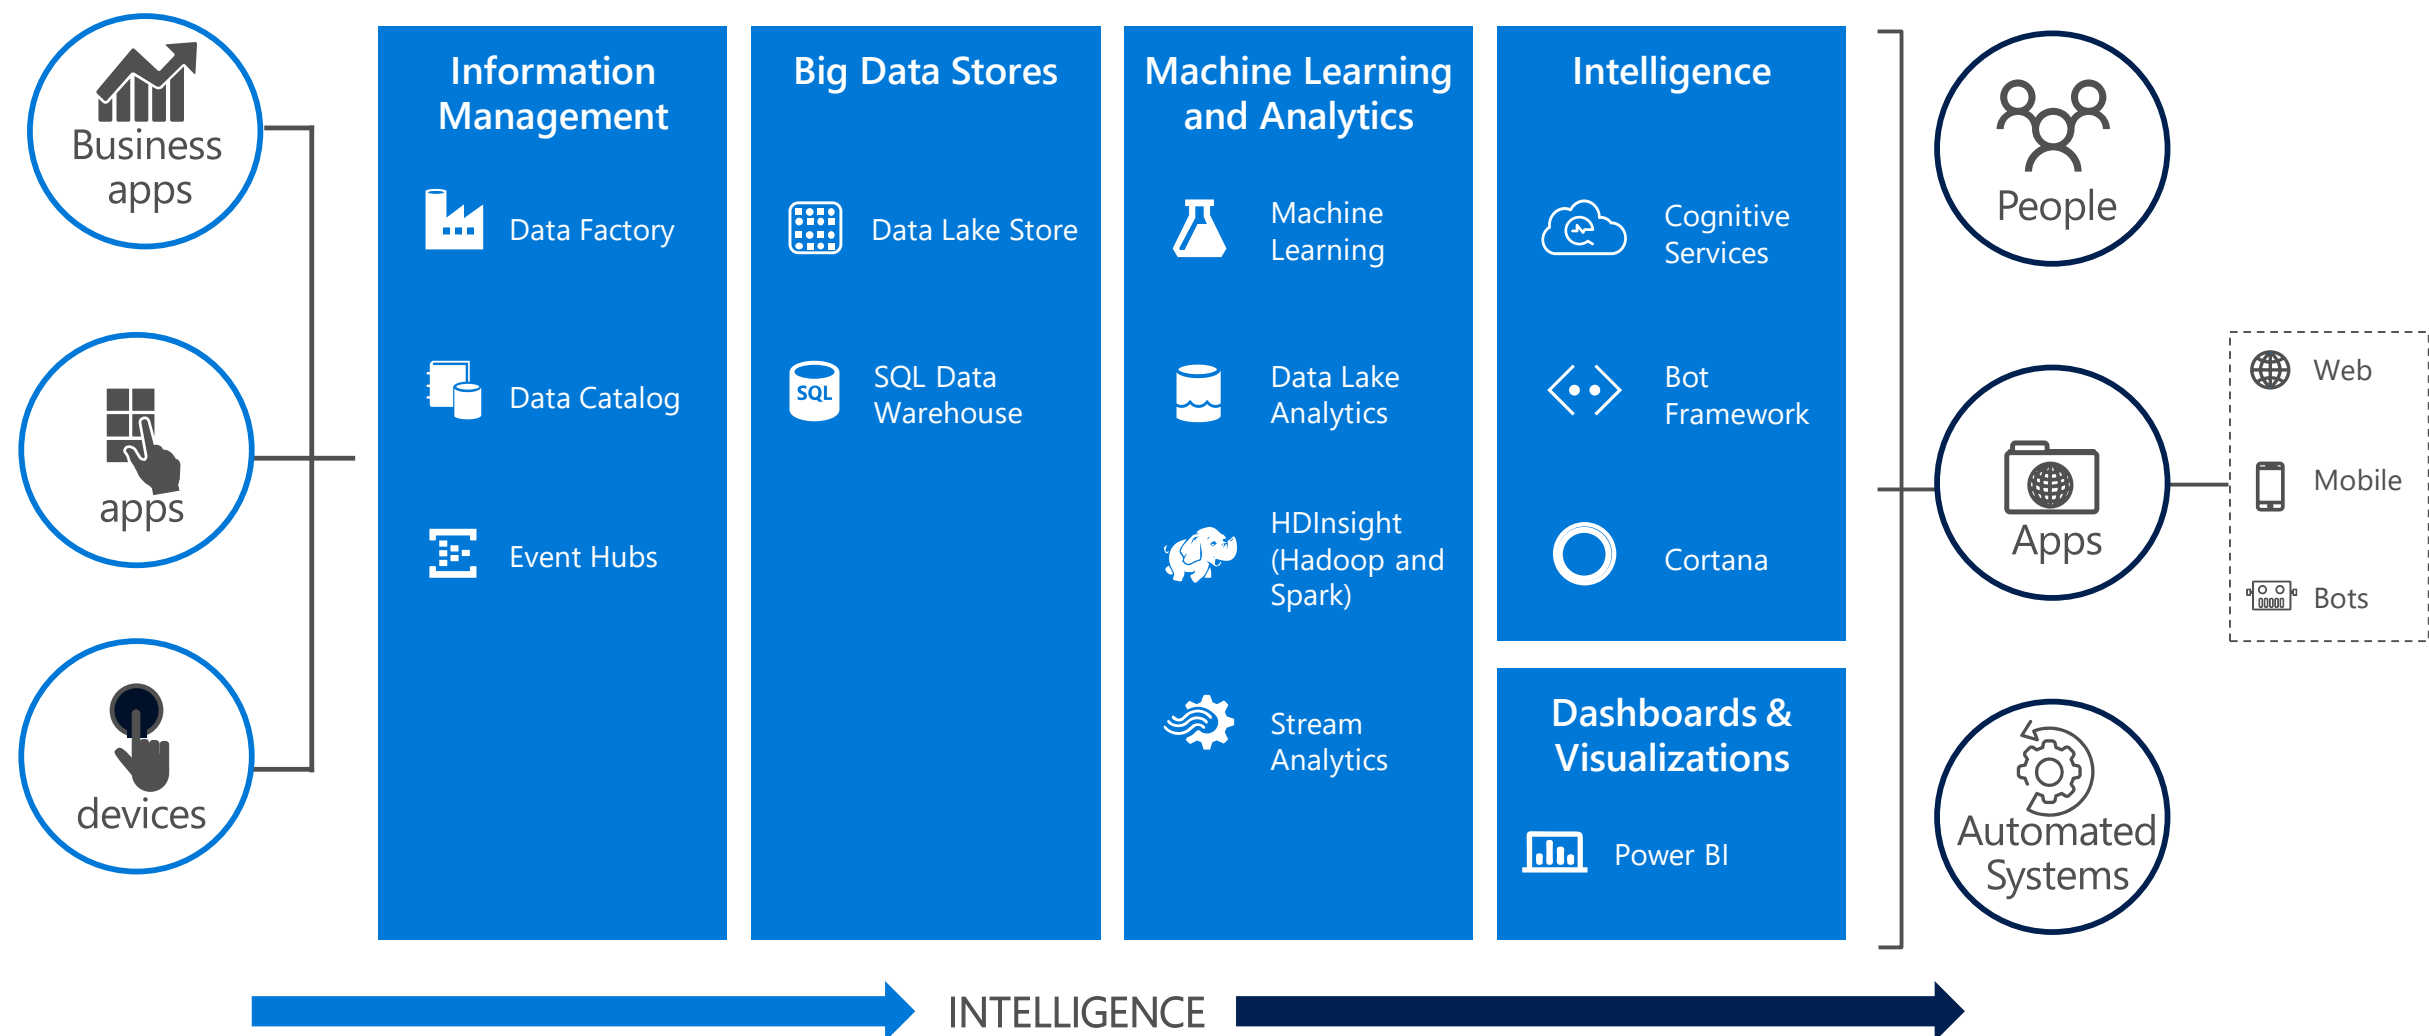 Business
apps
apps
devices
Information
Management
Data Factory
Data Catalog
Event Hubs
Big Data Stores
Data Lake Store
SQL
SQL Data
Warehouse
Machine Learning
and Analytics
Machine
Learning
Data Lake
Analytics
HDInsight
(Hadoop and
Spark)
Stream
Analytics
Intelligence
Cognitive
Services
Bot
Framework
Cortana
Dashboards &
Visualizations
Power BI
People
Apps
Automated
Systems
Web
Mobile
Bots
INTELLIGENCE